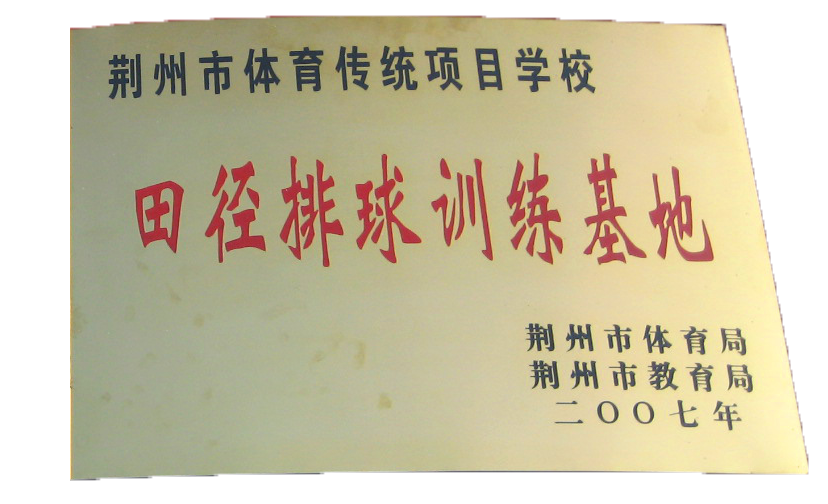 荆州市体育传统项目学校
田径排球训练基地
荆州市体育局
荆州市教育局
二〇〇七年